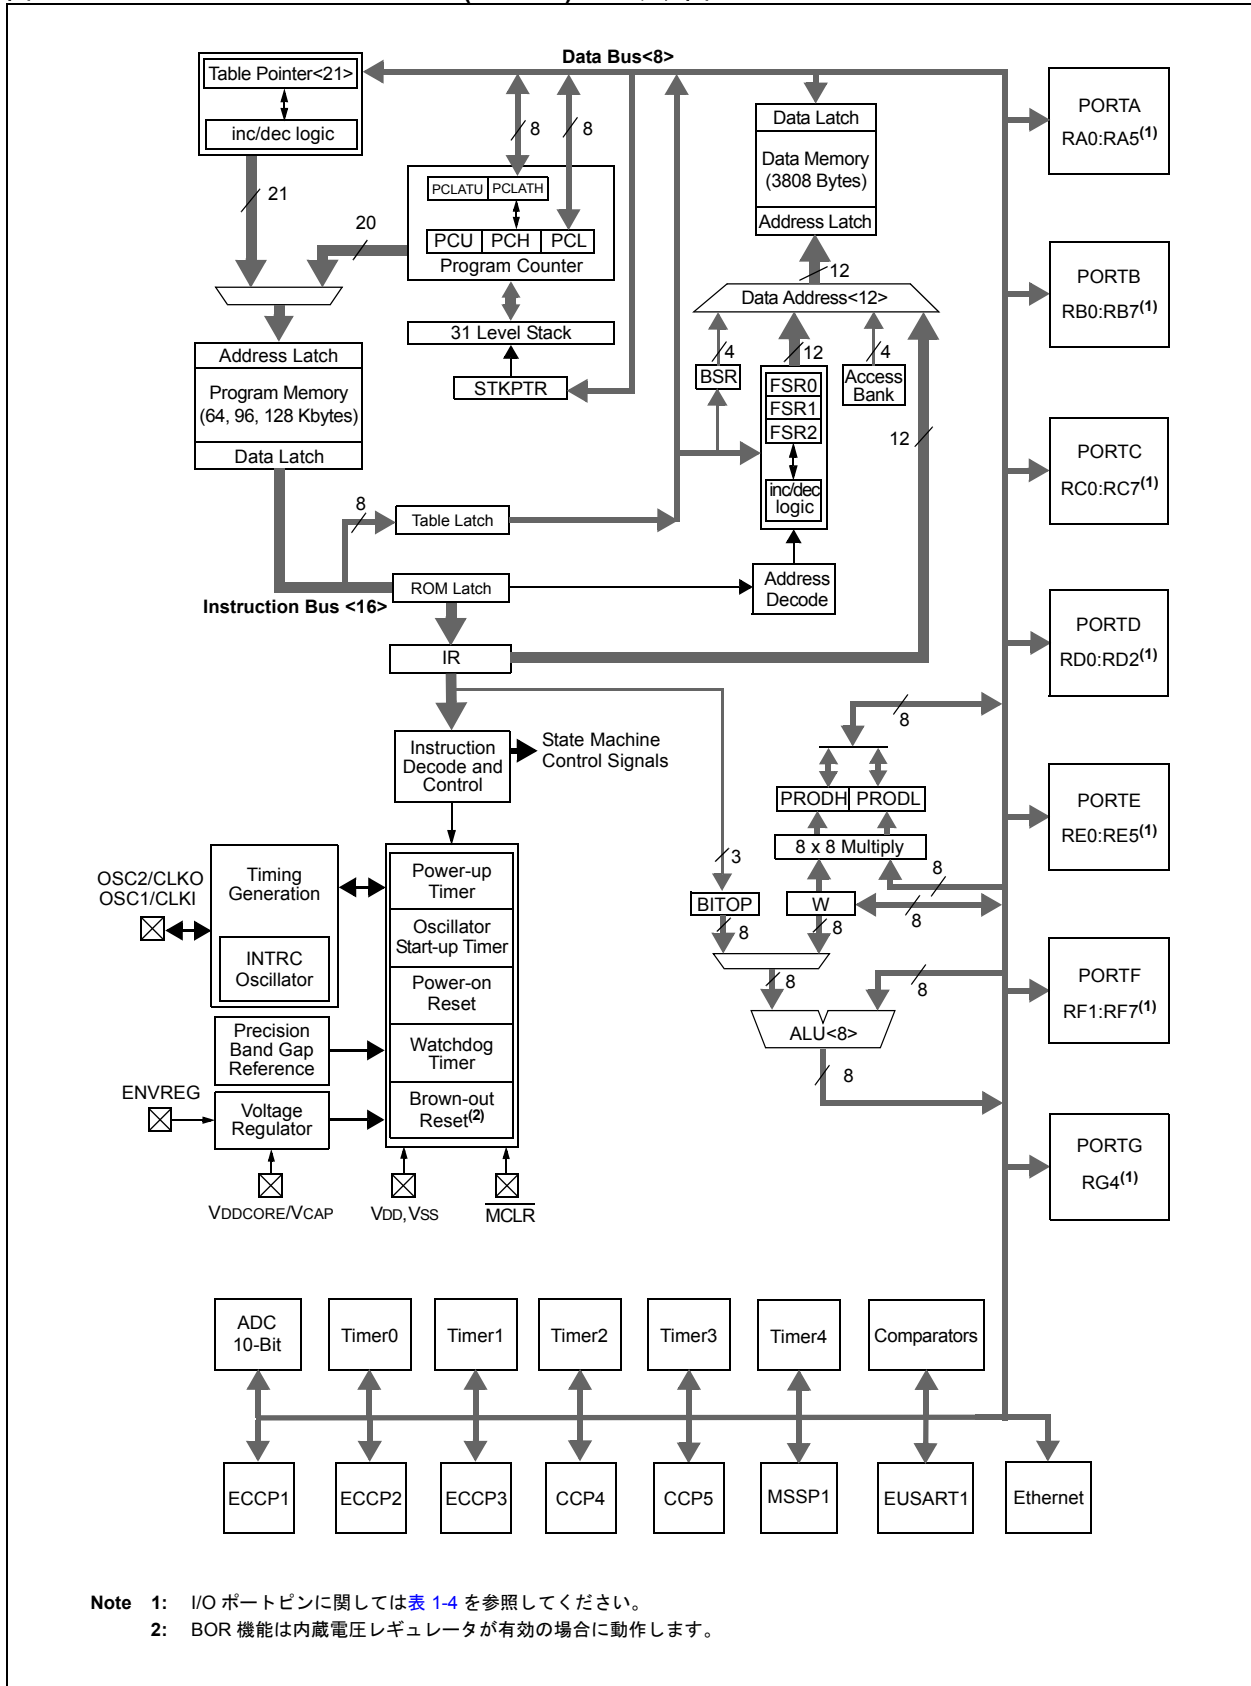 Data Bus<8>
Table Pointer<21>
inc/dec logic
21
20
8
8
PCLATU PCLATH
PCU PCH PCL
Program Counter
31 Level Stack
STKPTR
Address Latch
Program Memory
(64, 96, 128 Kbytes)
Data Latch
8
Table Latch
ROM Latch
Instruction Bus <16>
IR
Data Latch
Data Memory
(3808 Bytes)
Address Latch
12
Data Address<12>
4
12
4
BSR
FSR0
FSR1
FSR2
inc/dec
logic
Access
Bank
12
Address
Decode
Instruction
Decode and
Control
State Machine
Control Signals
8
PRODH PRODL
8 x 8 Multiply
3
8
BITOP
W
8
8
8
8
8
ALU<8>
8
OSC2/CLKO
OSC1/CLKI
Timing
Generation
INTRC
Oscillator
Power-up
Timer
Oscillator
Start-up Timer
Power-on
Reset
Watchdog
Timer
Brown-out
Reset(2)
Precision
Band Gap
Reference
ENVREG
Voltage
Regulator
VDDCORE/VCAP
VDD, VSS
MCLR
PORTA
RA0:RA5(1)
PORTB
RB0:RB7(1)
PORTC
RC0:RC7(1)
PORTD
RD0:RD2(1)
PORTE
RE0:RE5(1)
PORTF
RF1:RF7(1)
PORTG
RG4(1)
ADC
10-Bit
Timer0
Timer1
Timer2
Timer3
Timer4
Comparators
ECCP1
ECCP2
ECCP3
CCP4
CCP5
MSSP1
EUSART1
Ethernet
Note 1: I/O ポートピンに関しては表 1-4 を参照してください。
2: BOR 機能は内蔵電圧レギュレータが有効の場合に動作します。